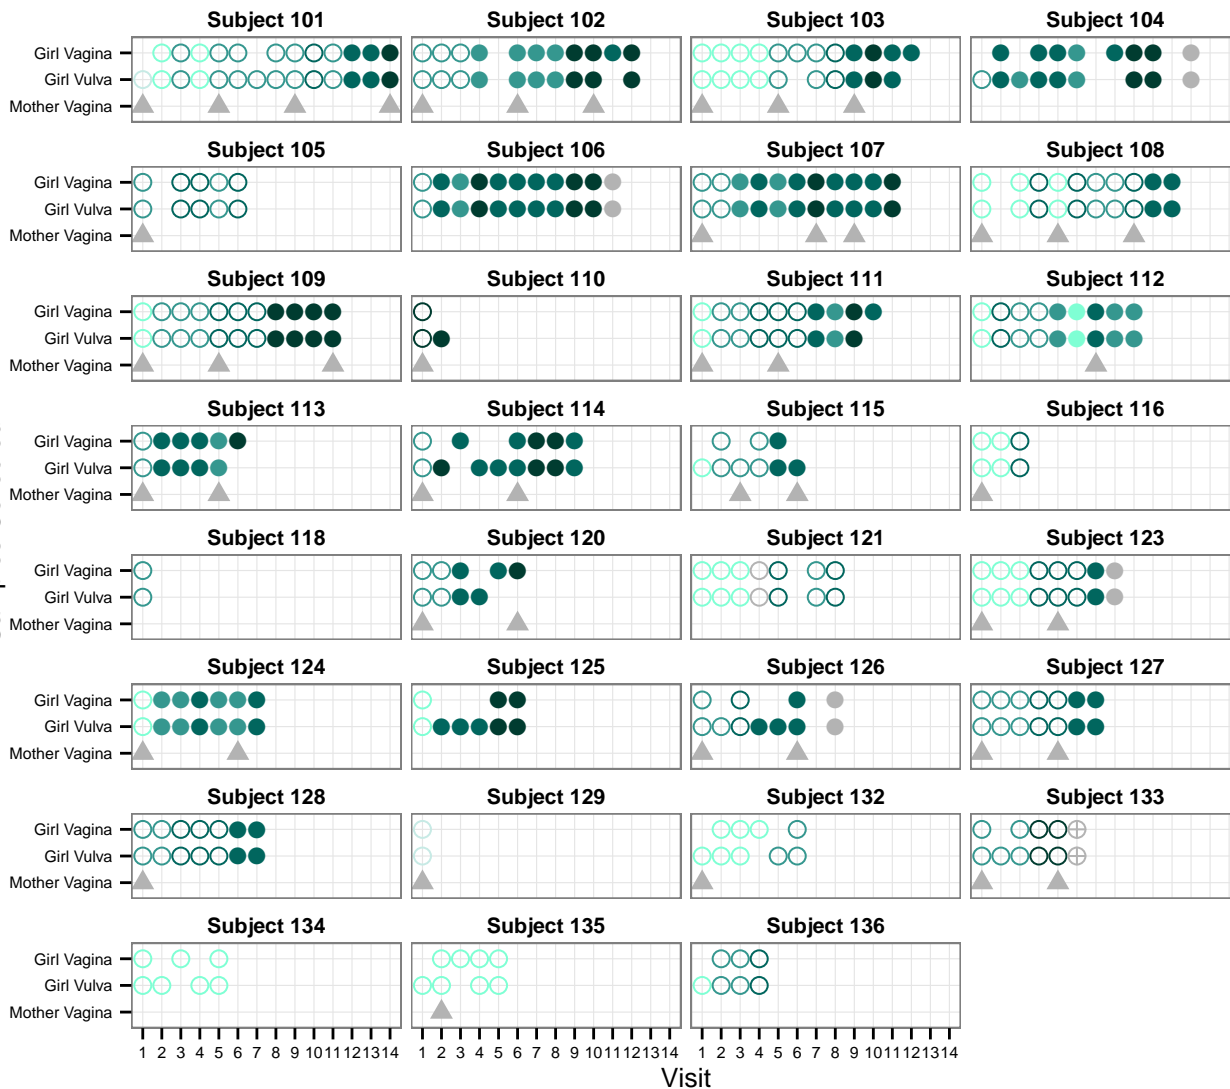 Subject 101 Subject 102 Subject 103 Subject 104
Girl Vagina
Girl Vulva
Mother Vagina
Subject 105 Subject 106 Subject 107 Subject 108
Girl Vagina
Girl Vulva
Mother Vagina
Subject 109 Subject 110 Subject 111 Subject 112
Girl Vagina
Girl Vulva
Mother Vagina
Subject 113 Subject 114 Subject 115 Subject 116
Girl Vagina
Girl Vulva
Mother Vagina
Subject 118 Subject 120 Subject 121 Subject 123
Girl Vagina
Girl Vulva
Mother Vagina
Subject 124 Subject 125 Subject 126 Subject 127
Girl Vagina
Girl Vulva
Mother Vagina
Subject 128 Subject 129 Subject 132 Subject 133
Girl Vagina
Girl Vulva
Mother Vagina
Subject 134 Subject 135 Subject 136
Girl Vagina
Girl Vulva
Mother Vagina
1 2 3 4 5 6 7 8 9 10 11 12 13 14 1 2 3 4 5 6 7 8 9 10 11 12 13 14 1 2 3 4 5 6 7 8 9 10 11 12 13 14
Visit